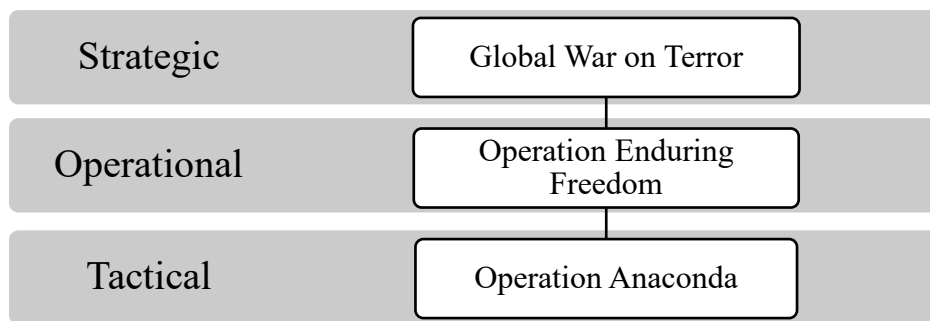 Strategic
Global War on Terror
Operational
Operation Enduring
Freedom
Tactical
Operation Anaconda